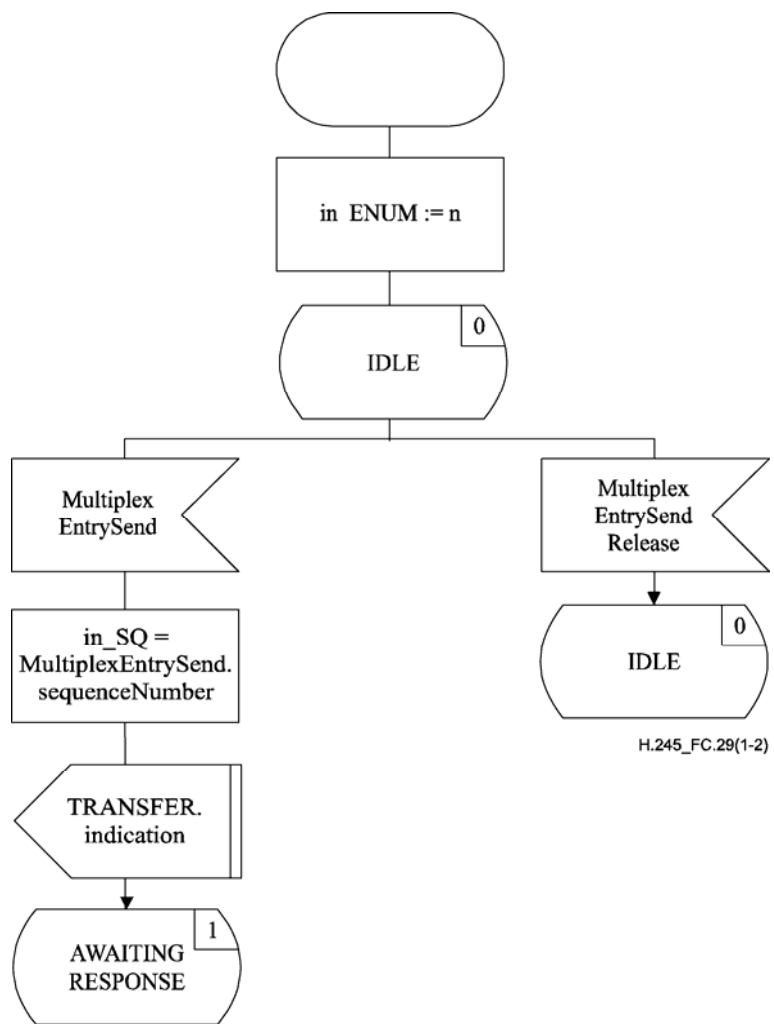 in ENUM := n
0
IDLE
Multiplex
EntrySend
Multiplex
EntrySend
Release
in_SQ =
MultiplexEntrySend.
sequenceNumber
0
IDLE
H.245_FC.29(1-2)
TRANSFER.
indication
1
AWAITING
RESPONSE